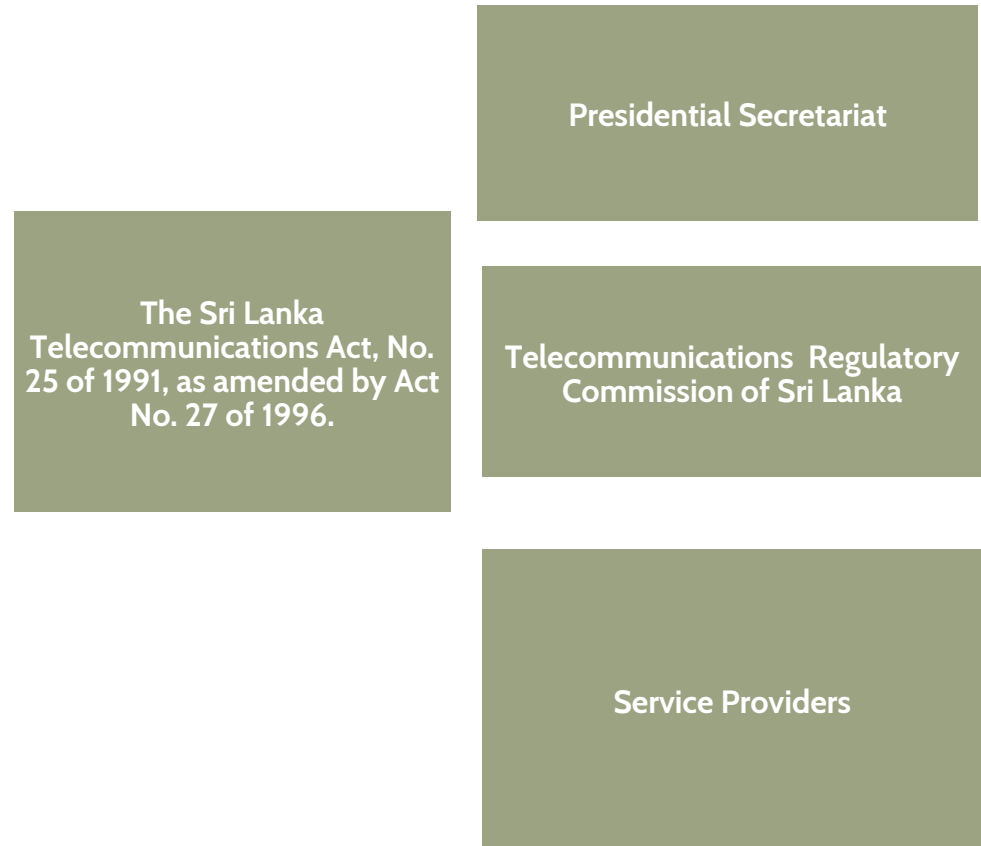 Presidential Secretariat
The Sri Lanka
Telecommunications Act, No.
25 of 1991, as amended by Act
No. 27 of 1996.
Telecommunications  Regulatory
Commission of Sri Lanka
Service Providers